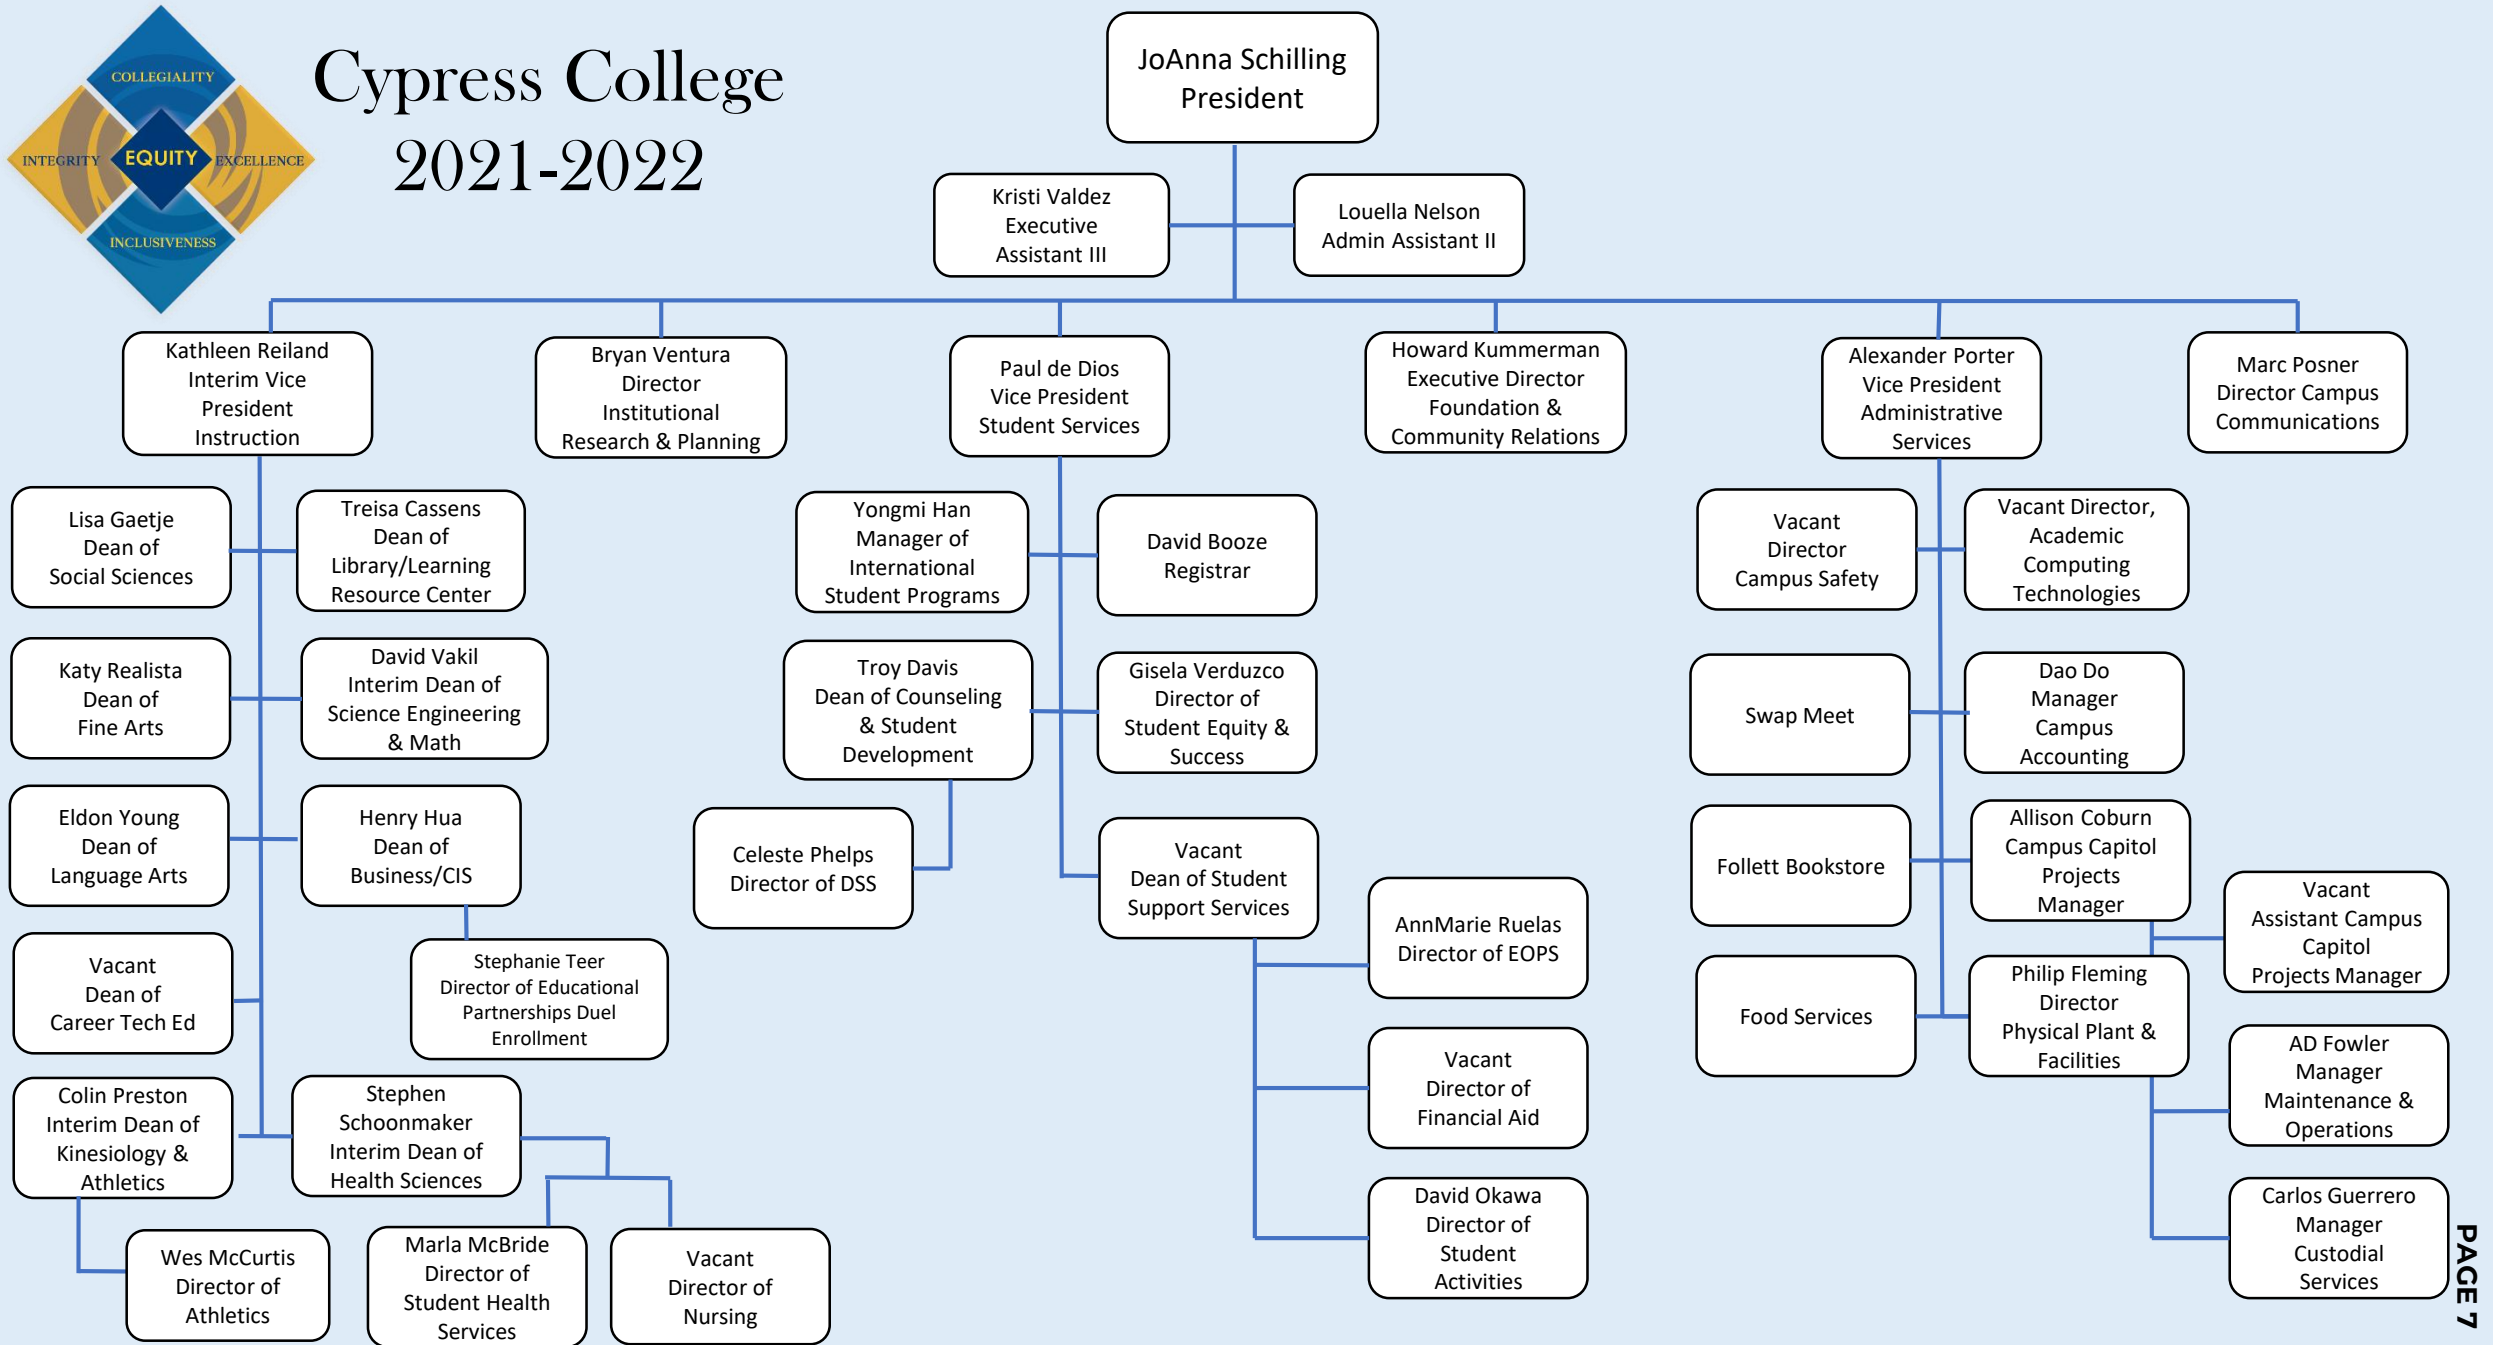 COLLEGIALITY
INTEGRITY
EQUITY
EXCELLENCE
INCLUSIVENESS
Cypress College
2021-2022
JoAnna Schilling
President
Kristi Valdez
Executive
Assistant III
Louella Nelson
Admin Assistant II
Kathleen Reiland
Interim Vice
President
Instruction
Bryan Ventura
Director
Institutional
Research & Planning
Paul de Dios
Vice President
Student Services
Howard Kummerman
Executive Director
Foundation &
Community Relations
Alexander Porter
Vice President
Administrative
Services
Marc Posner
Director Campus
Communications
Lisa Gaetje
Dean of
Social Sciences
Treisa Cassens
Dean of
Library/Learning
Resource Center
Katy Realista
Dean of
Fine Arts
David Vakil
Interim Dean of
Science Engineering
& Math
Eldon Young
Dean of
Language Arts
Henry Hua
Dean of
Business/CIS
Vacant
Dean of
Career Tech Ed
Stephanie Teer
Director of Educational
Partnerships Duel
Enrollment
Colin Preston
Interim Dean of
Kinesiology &
Athletics
Stephen
Schoonmaker
Interim Dean of
Health Sciences
Wes McCurtis
Director of
Athletics
Marla McBride
Director of
Student Health
Services
Vacant
Director of
Nursing
Yongmi Han
Manager of
International
Student Programs
David Booze
Registrar
Troy Davis
Dean of Counseling
& Student
Development
Gisela Verduzco
Director of
Student Equity &
Success
Celeste Phelps
Director of DSS
Vacant
Dean of Student
Support Services
AnnMarie Ruelas
Director of EOPS
Vacant
Director of
Financial Aid
David Okawa
Director of
Student
Activities
Vacant
Director
Campus Safety
Vacant Director,
Academic
Computing
Technologies
Swap Meet
Dao Do
Manager
Campus
Accounting
Follett Bookstore
Allison Coburn
Campus Capitol
Projects
Manager
Vacant
Assistant Campus
Capitol
Projects Manager
Food Services
Philip Fleming
Director
Physical Plant &
Facilities
AD Fowler
Manager
Maintenance &
Operations
Carlos Guerrero
Manager
Custodial
Services
PAGE 7